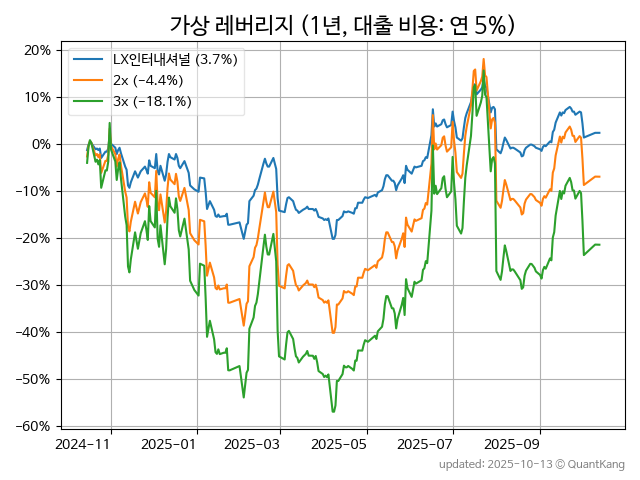 가상 레버리지 (1년, 대출 비용: 연 5%)
LX인터내셔널 (3.7%)
2x (−4.4%)
3x (−18.1%)
20%
10%
0%
−10%
−20%
−30%
−40%
−50%
−60%
2024-11 2025-01 2025-03 2025-05 2025-07 2025-09
updated: 2025-10-13 © QuantKang